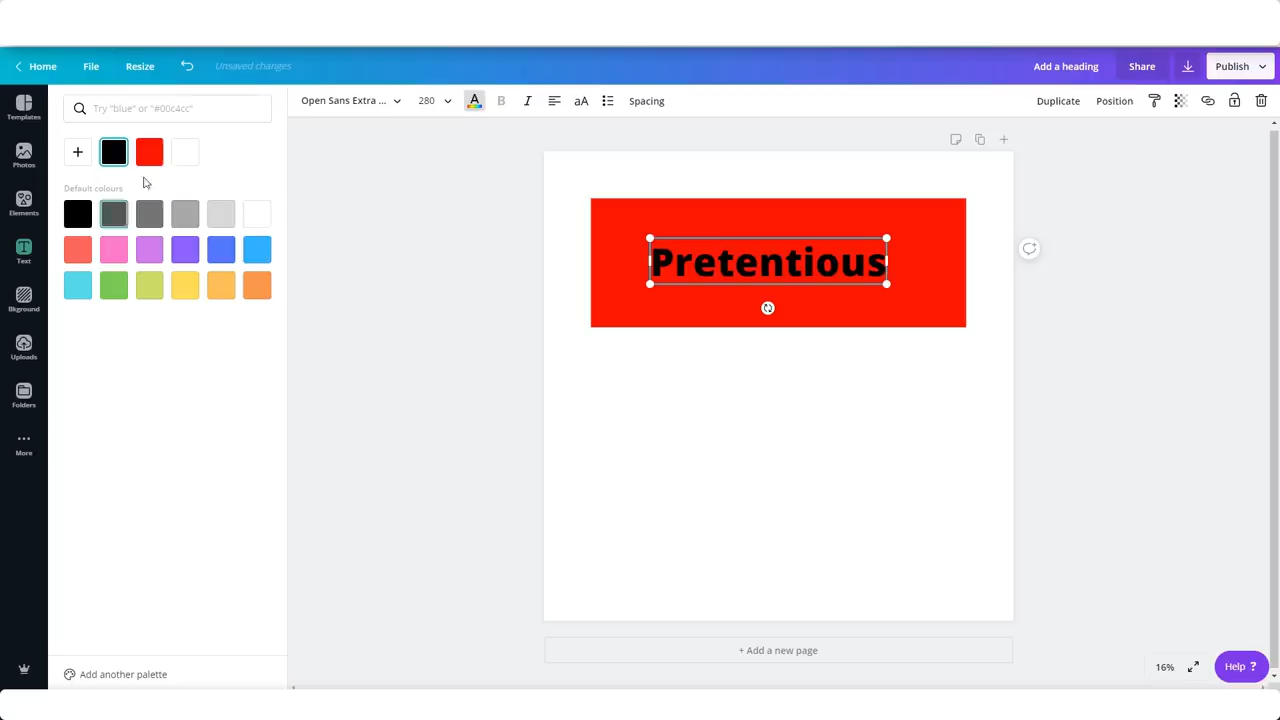 Home File Resize Unsaved changes Add a heading Share Publish
Templates
Photos
Elements
Text
Bkground
Uploads
Folders
More
Try "blue" or "#00c4cc"
Default colours
Add another palette
Open Sans Extra ... 280 A B I aA Spacing Duplicate Position
Pretentious
+ Add a new page
16% Help ?